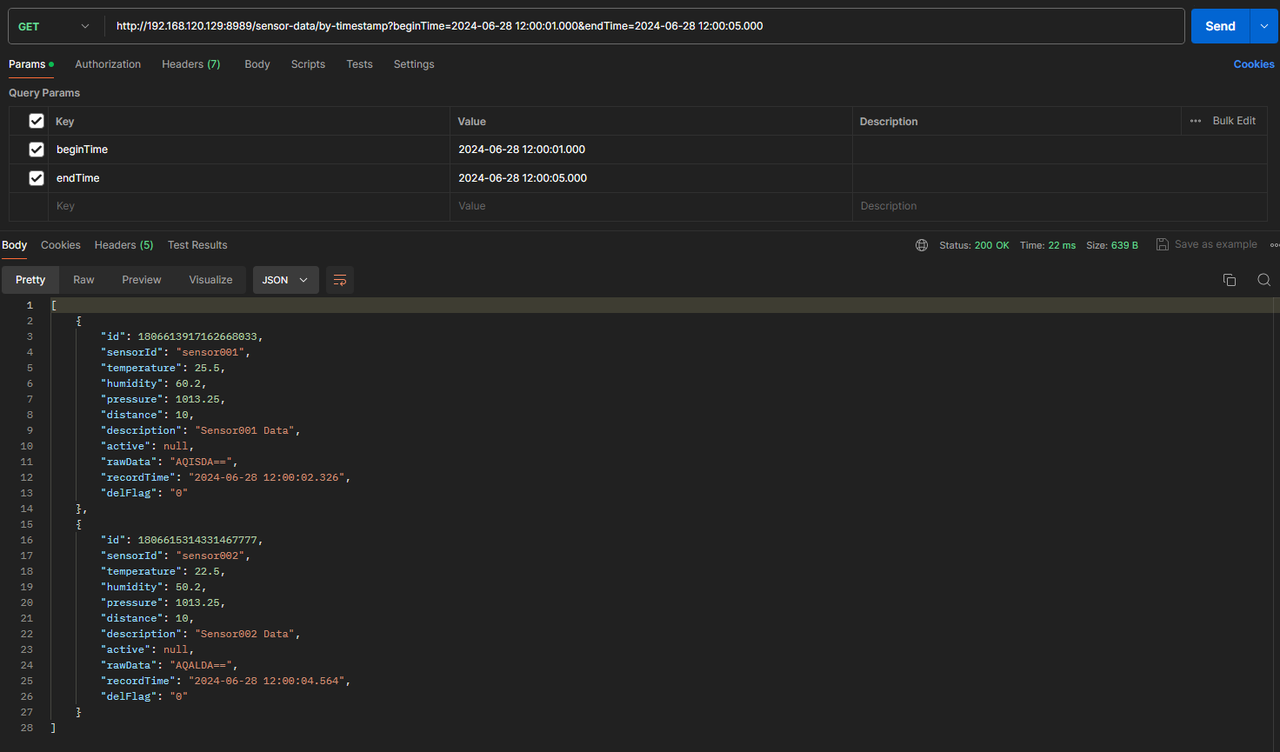 GET http://192.168.120.129:8989/sensor-data/by-timestamp?beginTime=2024-06-28 12:00:01.000&endTime=2024-06-28 12:00:05.000 Send
Params Authorization Headers (7) Body Scripts Tests Settings Cookies
Query Params
Key Value Description ••• Bulk Edit
beginTime 2024-06-28 12:00:01.000
endTime 2024-06-28 12:00:05.000
Key Value Description
Body Cookies Headers (5) Test Results Status: 200 OK Time: 22 ms Size: 639 B Save as example
Pretty Raw Preview Visualize JSON
1 [
2 {
3 "id": 1806613917162668033,
4 "sensorId": "sensor001",
5 "temperature": 25.5,
6 "humidity": 60.2,
7 "pressure": 1013.25,
8 "distance": 10,
9 "description": "Sensor001 Data",
10 "active": null,
11 "rawData": "AQISDA==",
12 "recordTime": "2024-06-28 12:00:02.326",
13 "delFlag": "0"
14 },
15 {
16 "id": 1806615314331467777,
17 "sensorId": "sensor002",
18 "temperature": 22.5,
19 "humidity": 50.2,
20 "pressure": 1013.25,
21 "distance": 10,
22 "description": "Sensor002 Data",
23 "active": null,
24 "rawData": "AQALDA==",
25 "recordTime": "2024-06-28 12:00:04.564",
26 "delFlag": "0"
27 }
28 ]